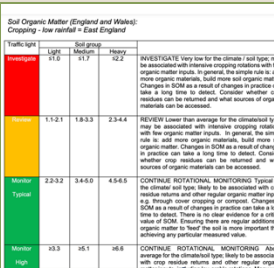 Soil Organic Matter (England and Wales):
Cropping - low rainfall = East England
Traffic light Soil group
Light Medium Heavy
Investigate ≤1.0 ≤1.7 ≤2.2 INVESTIGATE Very low for the climate / soil type; m
be associated with intensive cropping rotations with f
organic matter inputs. In general, the simple rule is: a
more organic materials, build more soil organic matt
Changes in SOM as a result of changes in practice c
take a long time to detect. Consider whether c
residues can be returned and what sources of orga
materials can be accessed.
Review 1.1-2.1 1.8-3.3 2.3-4.4 REVIEW Lower than average for the climate/soil ty
may be associated with intensive cropping rotati
with few organic matter inputs. In general, the sim
rule is: add more organic materials, build more
organic matter. Changes in SOM as a result of chang
in practice can take a long time to detect. Consi
whether crop residues can be returned and w
sources of organic materials can be accessed.
Monitor 2.2-3.2 3.4-5.0 4.5-6.5 CONTINUE ROTATIONAL MONITORING Typical
Typical the climate/ soil type; likely to be associated with c
residue returns and other regular organic matter inp
e.g. through cover cropping or compost. Changes
SOM as a result of changes in practice can take a lo
time to detect. There is no clear evidence for a criti
value of SOM. Ensuring there are regular addition
organic matter to 'feed' the soil is more important th
achieving any particular measured value.
Monitor ≥3.3 ≥5.1 ≥6.6 CONTINUE ROTATIONAL MONITORING Abo
High average for the climate/soil type; likely to be associat
with crop residue returns and other regular orga